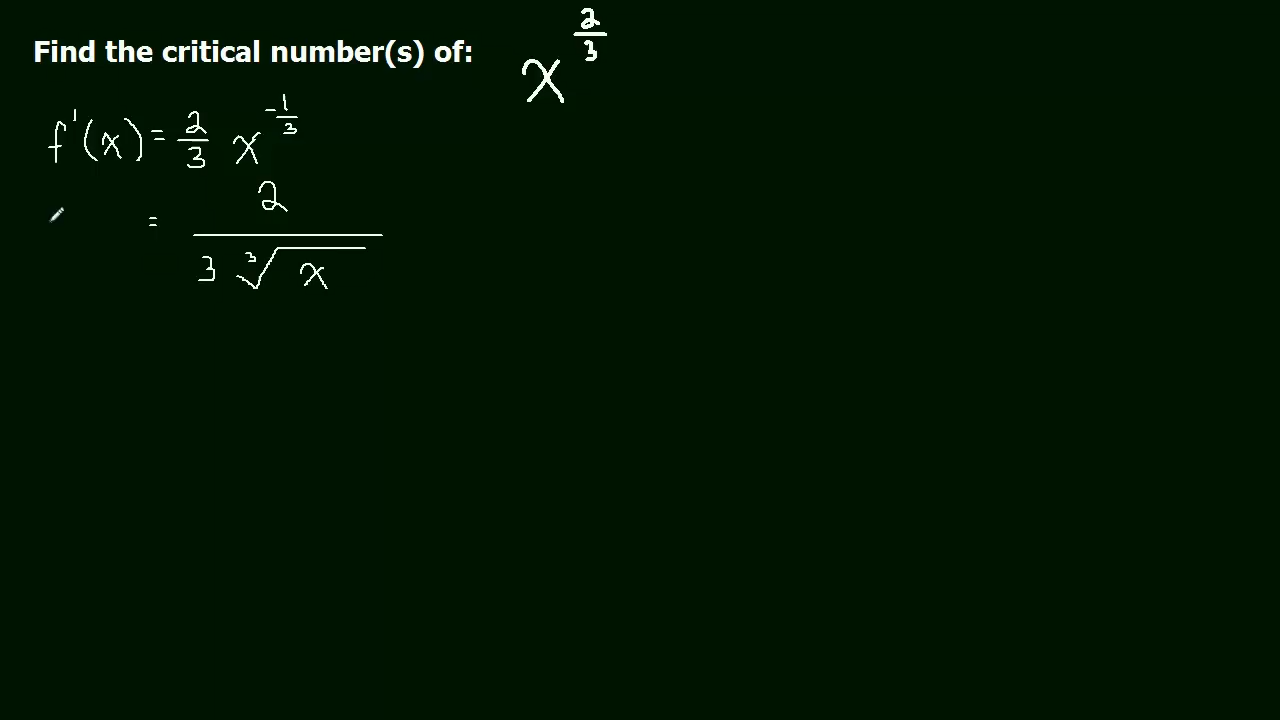 Find the critical number(s) of: x^(2/3)
f'(x) = 2/3 x^(-1/3)
= 2/(3 ∛x)